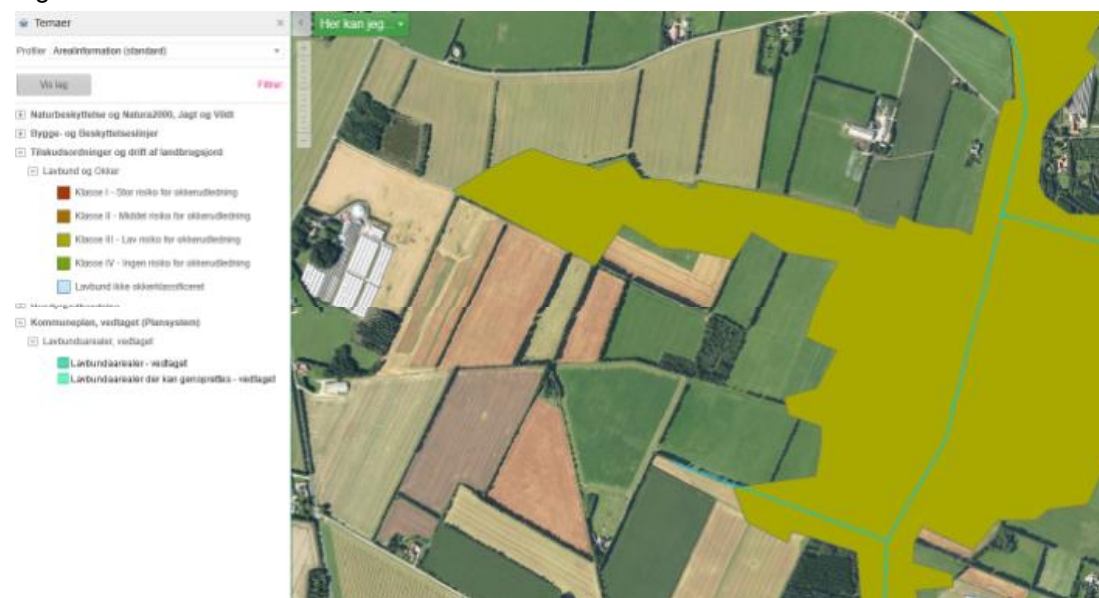 Temaer
Her kan jeg...
Profiler Arealinformation (standard)
Vis lag
Filtrer
Naturbeskyttelse og Natura2000, Jagt og Vildt
Bygge- og Beskyttelseslinjer
Tilskudsordninger og drift af landbrugsjord
Lavbund og Okker
Klasse I - Stor risiko for okkerudledning
Klasse II - Middel risiko for okkerudledning
Klasse III - Lav risiko for okkerudledning
Klasse IV - Ingen risiko for okkerudledning
Lavbund ikke okkerklassificeret
Kommuneplan, vedtaget (Plansystem)
Lavbundsarealer, vedtaget
Lavbundsarealer - vedtaget
Lavbundsarealer der kan genoprettes - vedtaget